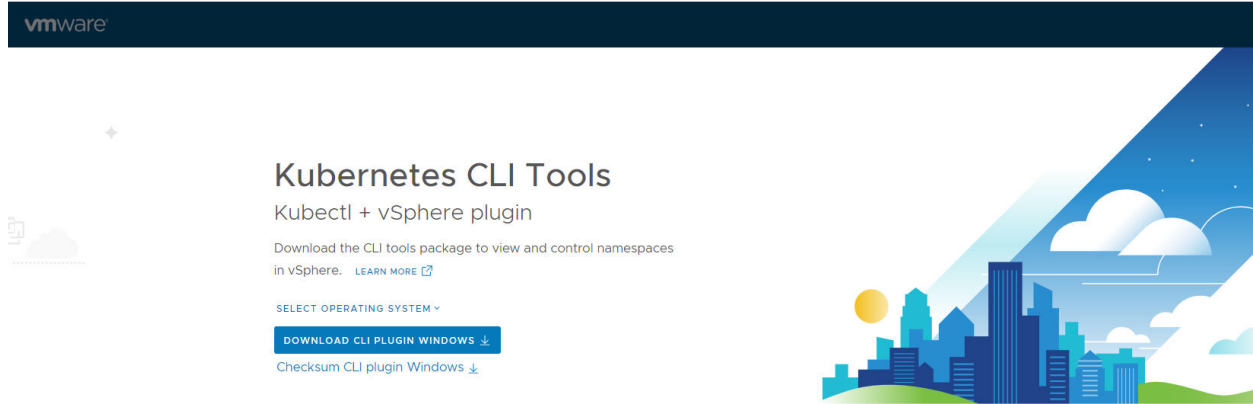 vmware
Kubernetes CLI Tools
Kubectl + vSphere plugin
Download the CLI tools package to view and control namespaces
in vSphere. LEARN MORE
SELECT OPERATING SYSTEM
DOWNLOAD CLI PLUGIN WINDOWS
Checksum CLI plugin Windows